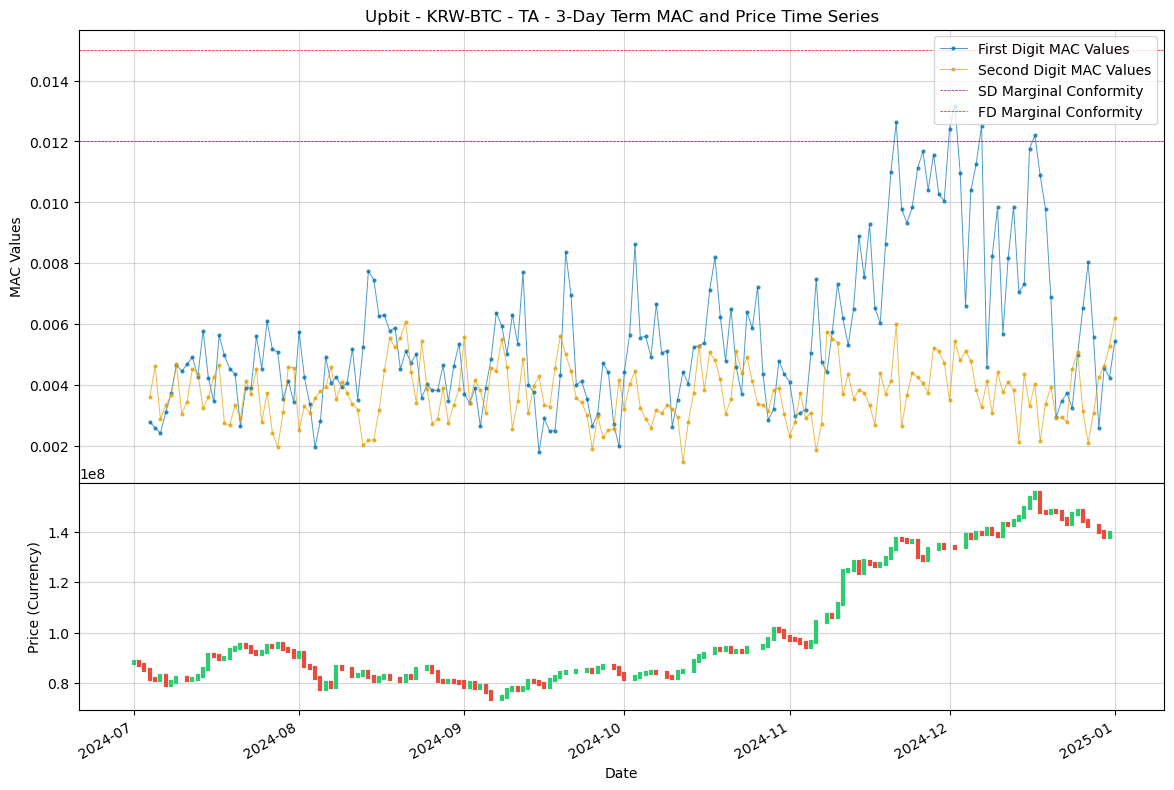 Upbit - KRW-BTC - TA - 3-Day Term MAC and Price Time Series
First Digit MAC Values
Second Digit MAC Values
SD Marginal Conformity
FD Marginal Conformity
MAC Values
0.014
0.012
0.010
0.008
0.006
0.004
0.002
1e8
Price (Currency)
1.4
1.2
1.0
0.8
2024-07
2024-08
2024-09
2024-10
2024-11
2024-12
2025-01
Date